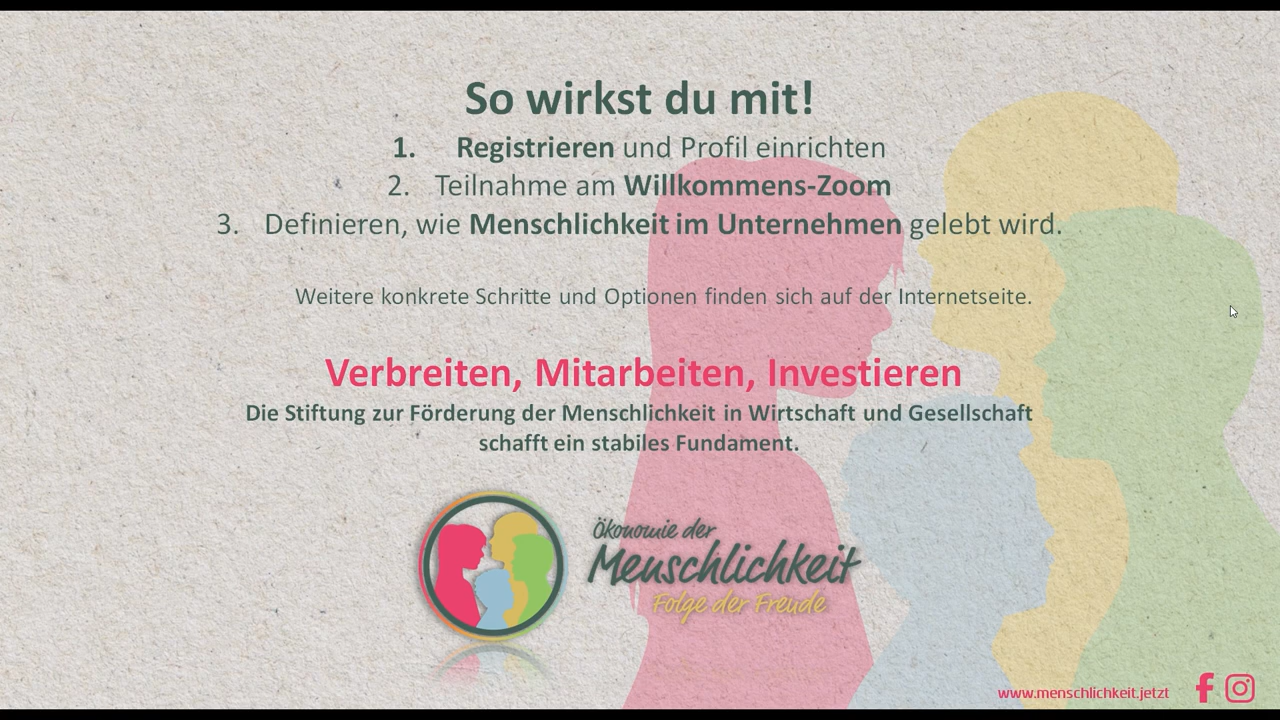 So wirkst du mit!
1. Registrieren und Profil einrichten
2. Teilnahme am Willkommens-Zoom
3. Definieren, wie Menschlichkeit im Unternehmen gelebt wird.
Weitere konkrete Schritte und Optionen finden sich auf der Internetseite.
Verbreiten, Mitarbeiten, Investieren
Die Stiftung zur Förderung der Menschlichkeit in Wirtschaft und Gesellschaft
schafft ein stabiles Fundament.
Ökonomie der
Menschlichkeit
Folge der Freude
www.menschlichkeit.jetzt